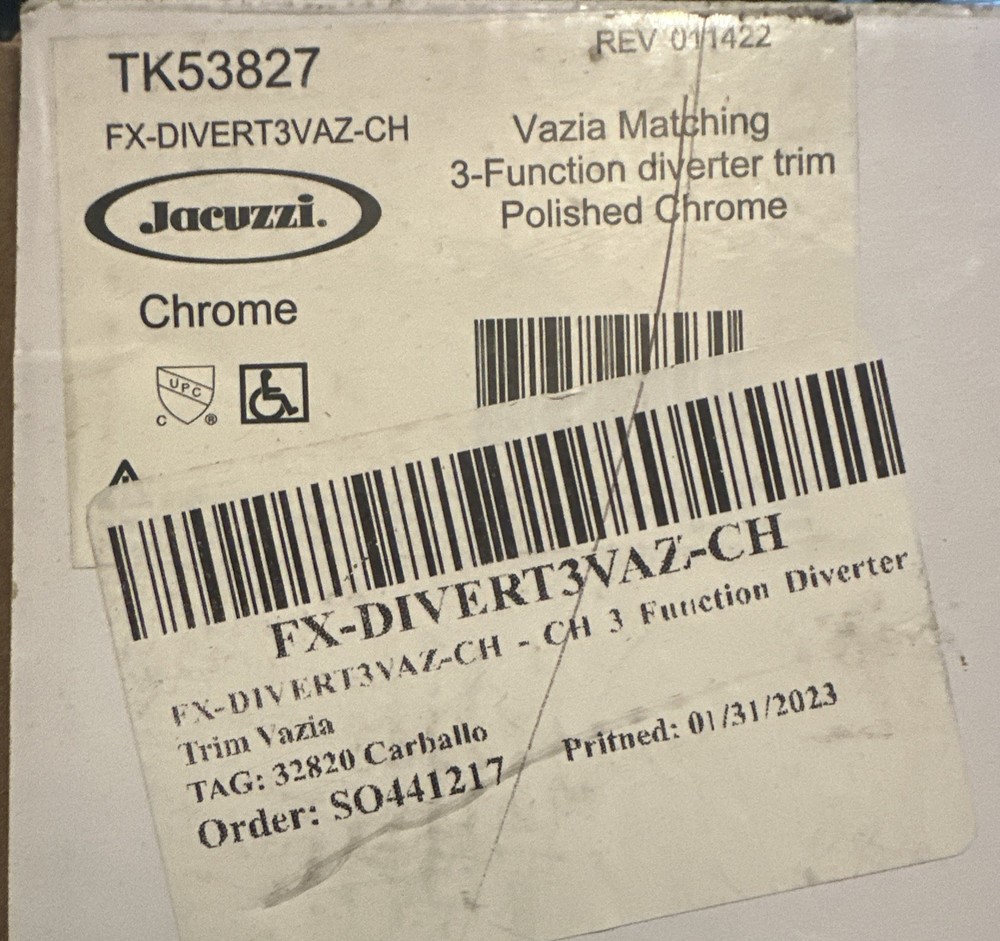 TK53827
REV 011422
FX-DIVERT3VAZ-CH
Vazia Matching
3-Function diverter trim
Polished Chrome
Jacuzzi.
Chrome
UPC
C ®
FX-DIVERT3VAZ-CH
FX-DIVERT3VAZ-CH - CH 3 Function Diverter
Trim Vazia
TAG: 32820 Carballo
Pritned: 01/31/2023
Order: SO441217